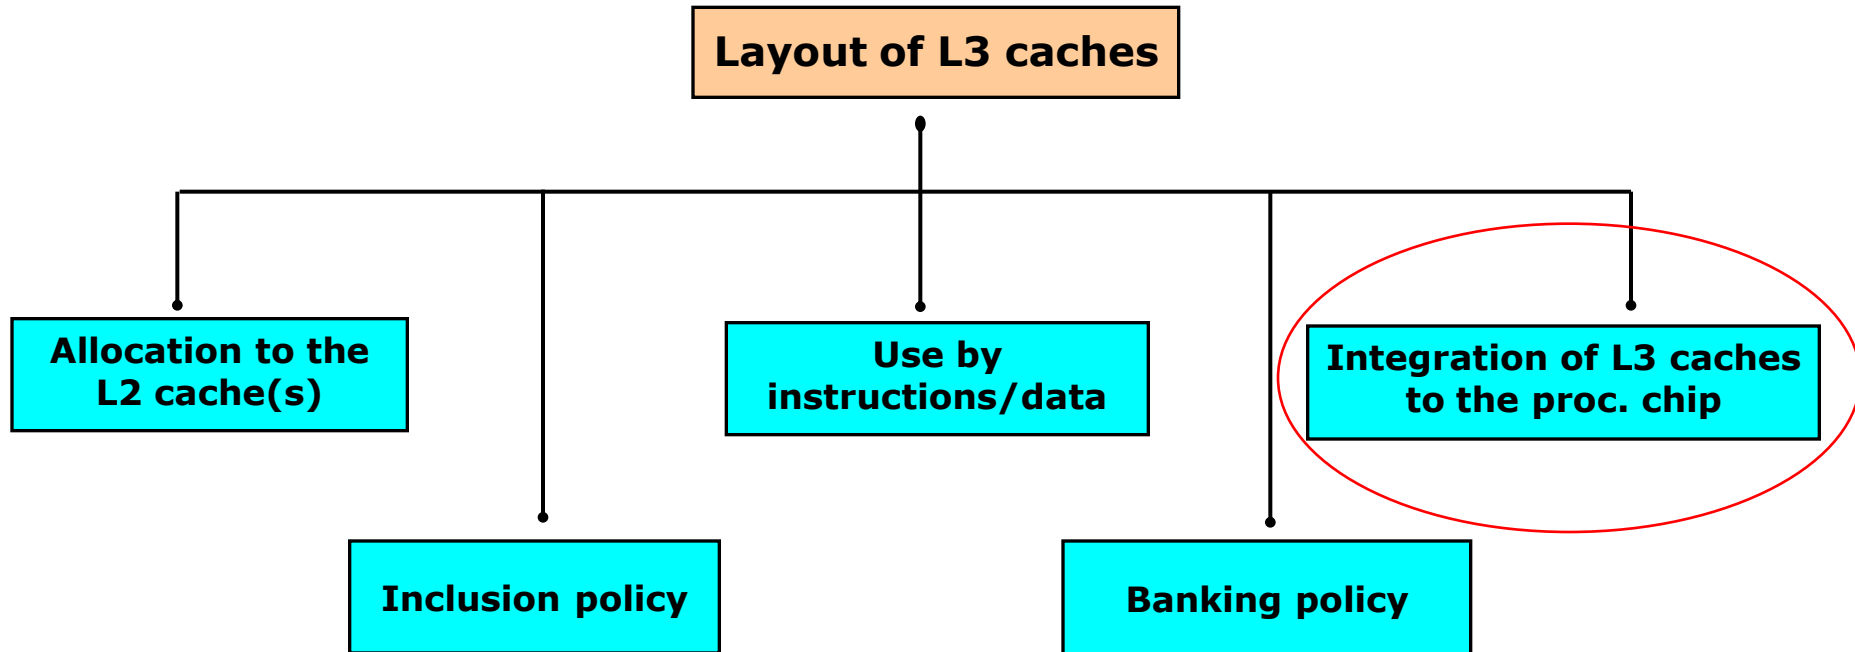 Layout of L3 caches
Allocation to the
L2 cache(s)
Use by
instructions/data
Integration of L3 caches
to the proc. chip
Inclusion policy
Banking policy